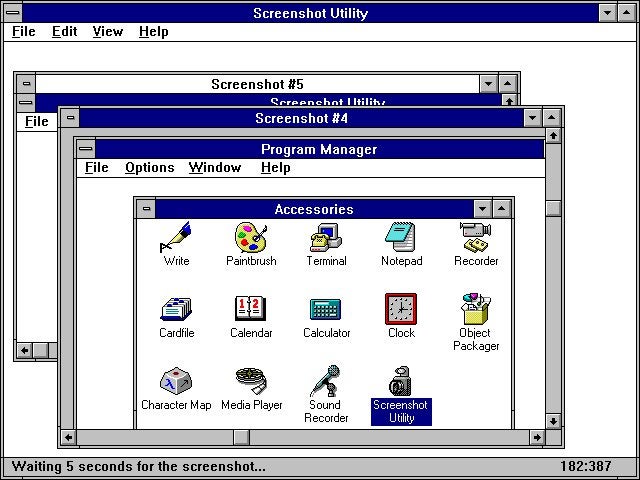 Screenshot Utility
File Edit View Help
Screenshot #5
Screenshot Utility
File
Screenshot #4
Program Manager
File Options Window Help
Accessories
Write Paintbrush Terminal Notepad Recorder
Cardfile Calendar Calculator Clock Object
Packager
Character Map Media Player Sound Screenshot
Recorder Utility
Waiting 5 seconds for the screenshot... 182:387